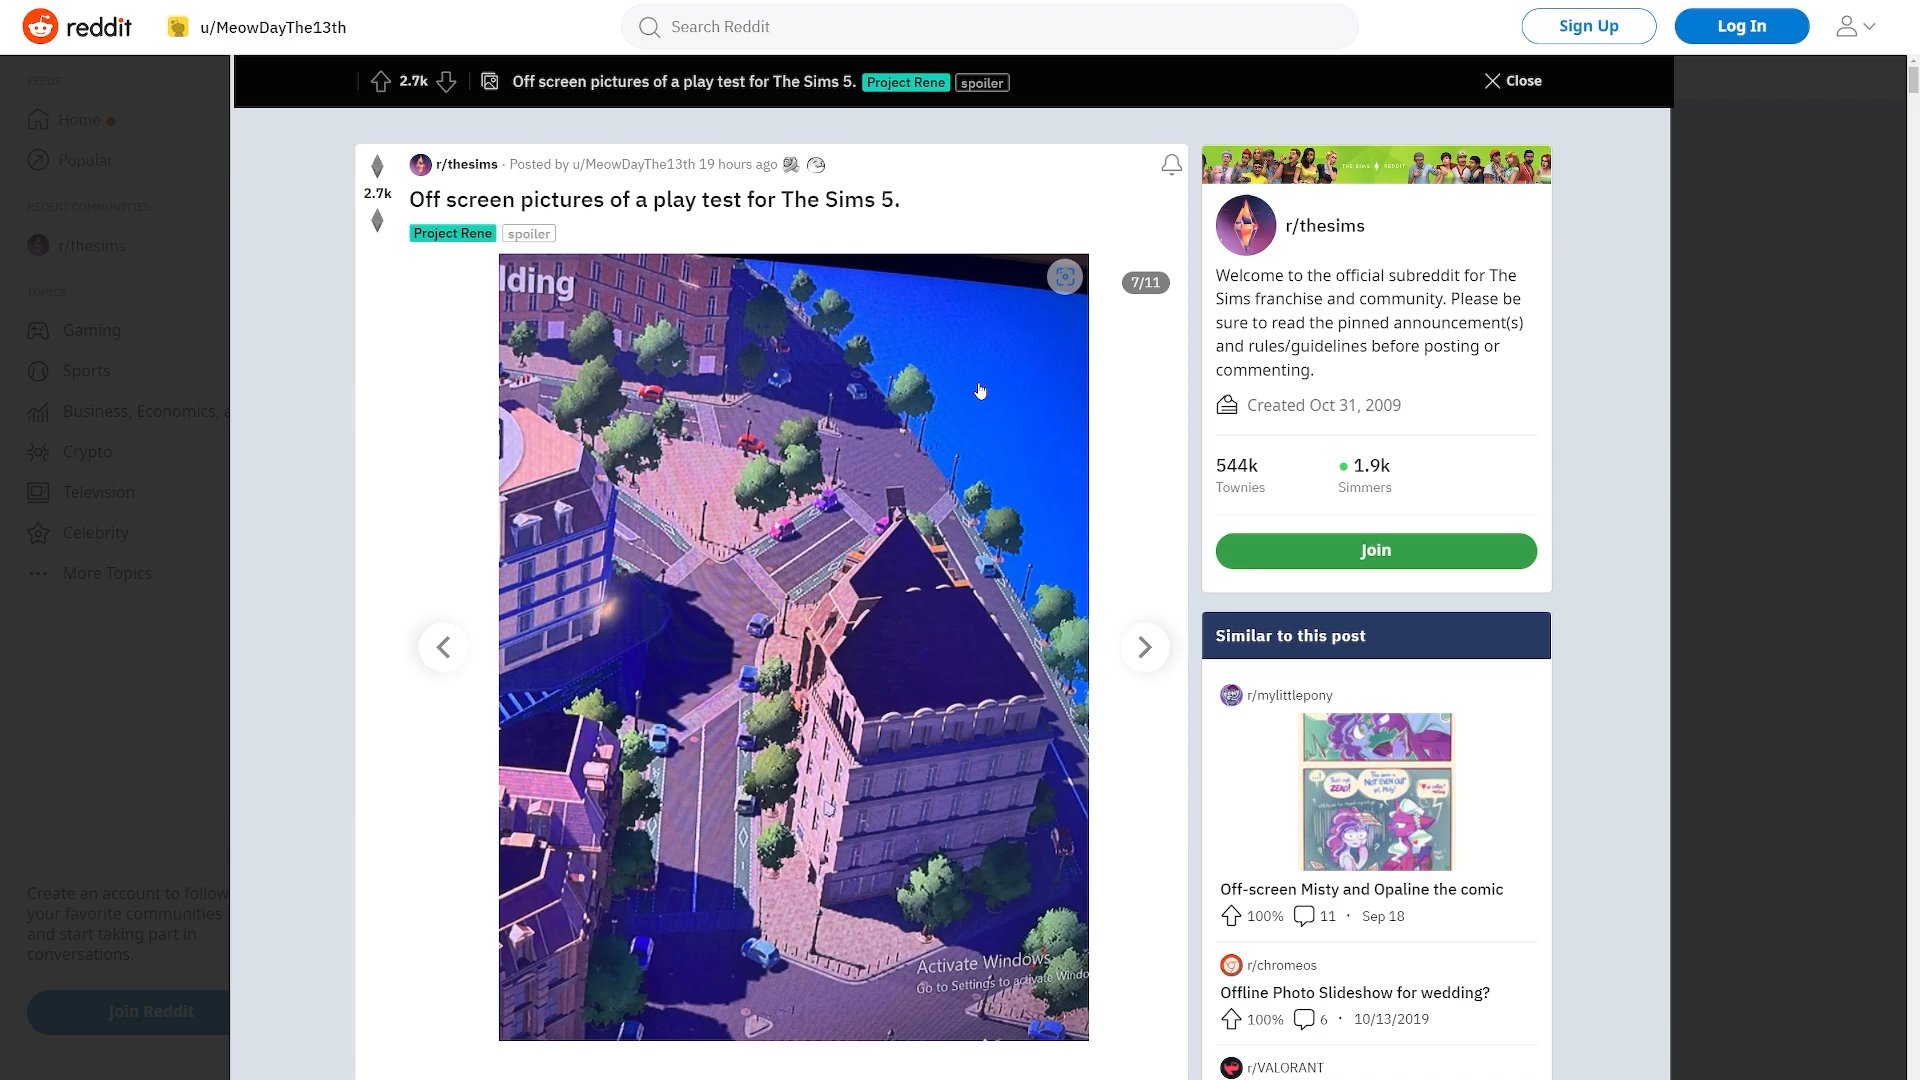 reddit
u/MeowDayThe13th
Search Reddit
Sign Up
Log In
FEEDS
Home
Popular
RECENT COMMUNITIES
r/thesims
TOPICS
Gaming
Sports
Business, Economics, a
Crypto
Television
Celebrity
More Topics
Create an account to follow
your favorite communities
and start taking part in
conversations.
Join Reddit
2.7k
Off screen pictures of a play test for The Sims 5. Project Rene spoiler
Close
r/thesims · Posted by u/MeowDayThe13th 19 hours ago
2.7k
Off screen pictures of a play test for The Sims 5.
Project Rene spoiler
lding
7/11
Activate Windows
Go to Settings to activate Windo
THE SIMS REDDIT
r/thesims
Welcome to the official subreddit for The
Sims franchise and community. Please be
sure to read the pinned announcement(s)
and rules/guidelines before posting or
commenting.
Created Oct 31, 2009
544k
Townies
1.9k
Simmers
Join
Similar to this post
r/mylittlepony
ZERO!
NOT EVEN OUT
Off-screen Misty and Opaline the comic
100% 11 · Sep 18
r/chromeos
Offline Photo Slideshow for wedding?
100% 6 · 10/13/2019
r/VALORANT